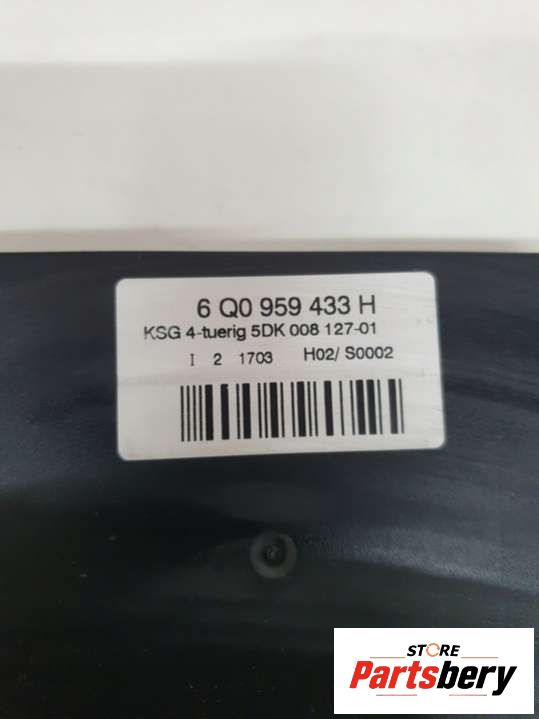 6 Q0 959 433 H
KSG 4-tuerig 5DK 008 127-01
I 2 1703 H02/ S0002
STORE
Partsbery